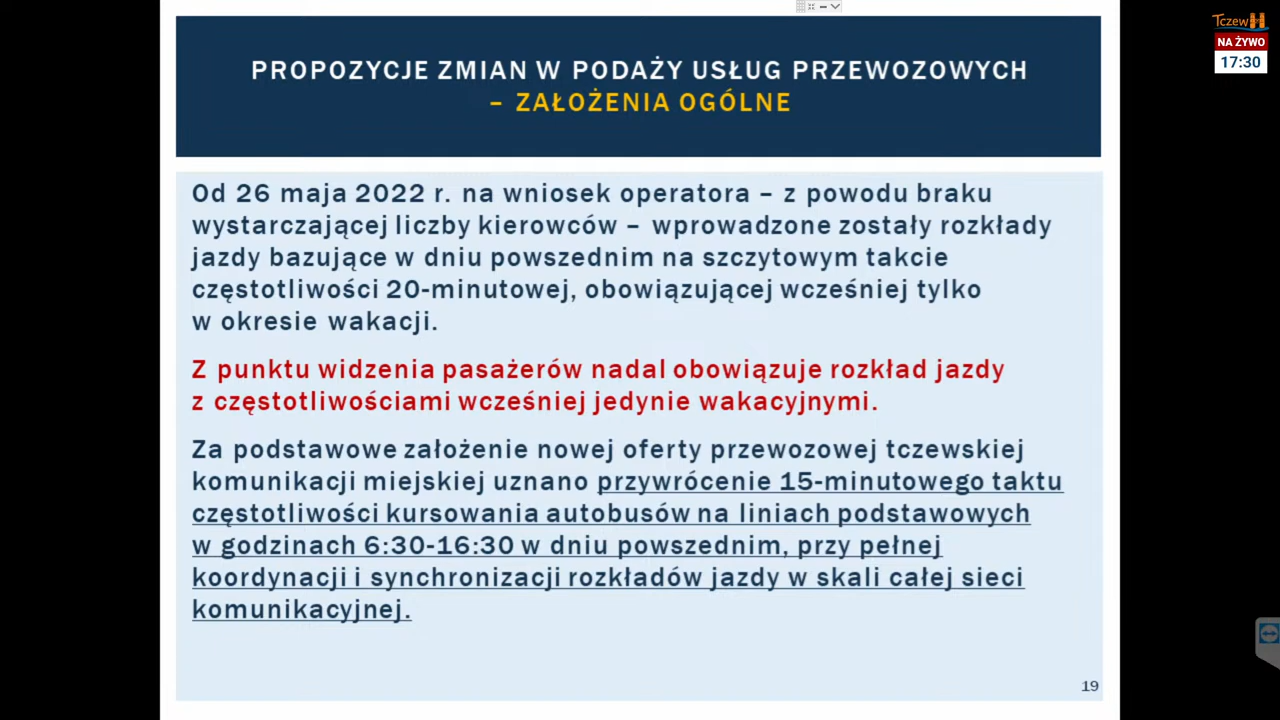 PROPOZYCJE ZMIAN W PODAŻY USŁUG PRZEWOZOWYCH
– ZAŁOŻENIA OGÓLNE
Od 26 maja 2022 r. na wniosek operatora – z powodu braku
wystarczającej liczby kierowców – wprowadzone zostały rozkłady
jazdy bazujące w dniu powszednim na szczytowym takcie
częstotliwości 20-minutowej, obowiązującej wcześniej tylko
w okresie wakacji.
Z punktu widzenia pasażerów nadal obowiązuje rozkład jazdy
z częstotliwościami wcześniej jedynie wakacyjnymi.
Za podstawowe założenie nowej oferty przewozowej tczewskiej
komunikacji miejskiej uznano przywrócenie 15-minutowego taktu
częstotliwości kursowania autobusów na liniach podstawowych
w godzinach 6:30-16:30 w dniu powszednim, przy pełnej
koordynacji i synchronizacji rozkładów jazdy w skali całej sieci
komunikacyjnej.
19
Tczew
NA ŻYWO
17:30